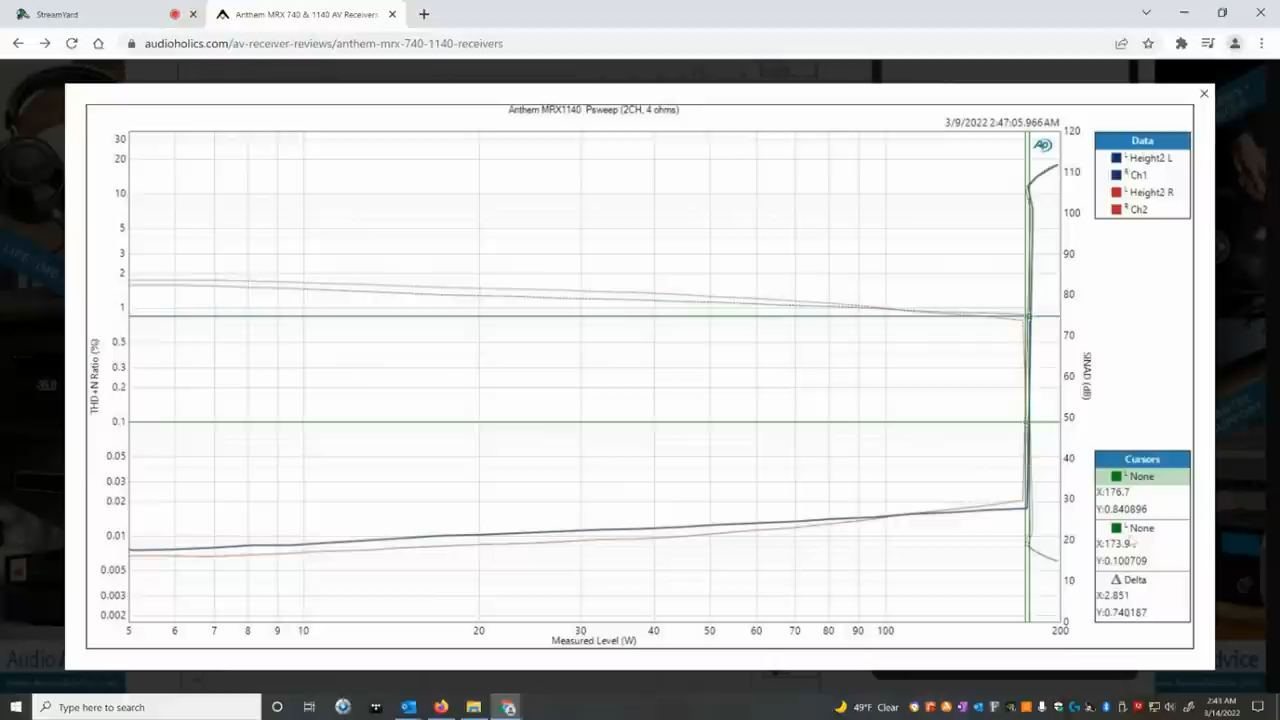 StreamYard
Anthem MRX 740 & 1140 AV Receivers
audioholics.com/av-receiver-reviews/anthem-mrx-740-1140-receivers
Anthem MRX1140 Psweep (2CH, 4 ohms)
3/9/2022 2:47:05.966AM
THD+N Ratio (%)
30
20
10
5
3
2
1
0.5
0.3
0.2
0.1
0.05
0.03
0.02
0.01
0.005
0.003
0.002
5 6 7 8 9 10 20 30 40 50 60 70 80 90 100 200
Measured Level (W)
120
110
100
90
80
70
60
50
40
30
20
10
0
SINAD (dB)
AP
Data
L Height2 L
R Ch1
L Height2 R
R Ch2
Cursors
L None
X:176.7
Y:0.840896
L None
X:173.9
Y:0.100709
Δ Delta
X:2.851
Y:0.740187
Audio
dvice
Type here to search
49°F Clear
2:43 AM
3/14/2022